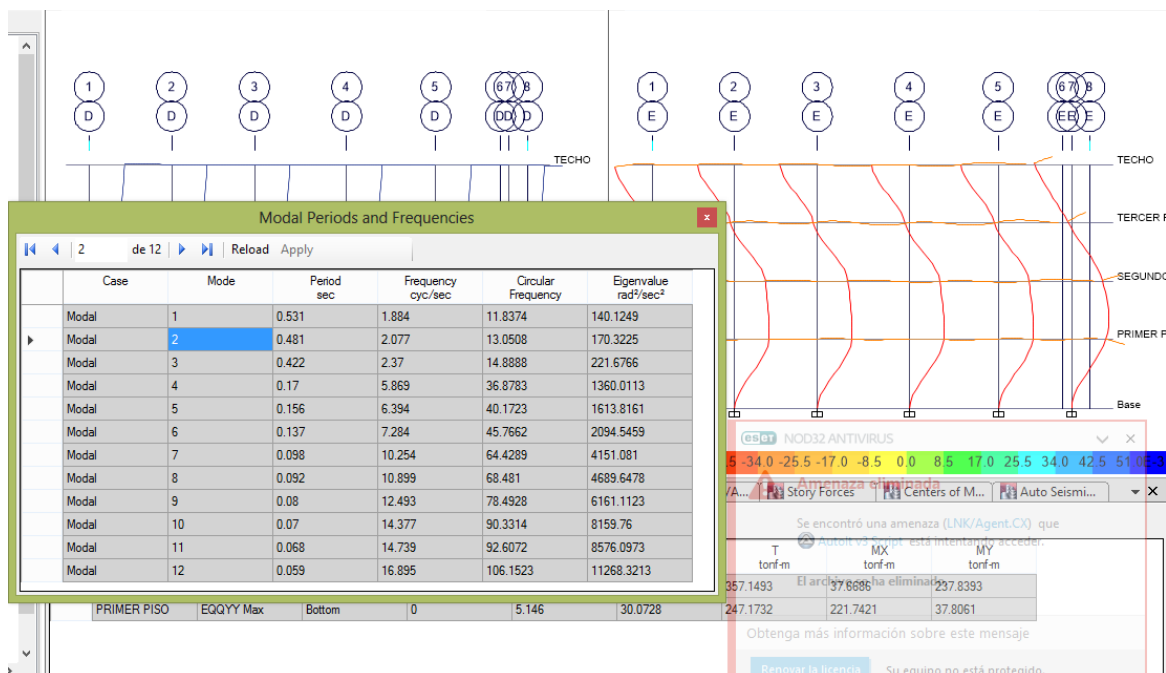 1 2 3 4 5 6 7 8
D D D D D D D D
TECHO
1 2 3 4 5 6 7 8
E E E E E E E E
TECHO
TERCER P
SEGUNDO
PRIMER P
Base
Modal Periods and Frequencies
x
2 de 12 Reload Apply
Case Mode Period Frequency Circular Eigenvalue
sec cyc/sec Frequency rad²/sec²
Modal 1 0.531 1.884 11.8374 140.1249
Modal 2 0.481 2.077 13.0508 170.3225
Modal 3 0.422 2.37 14.8888 221.6766
Modal 4 0.17 5.869 36.8783 1360.0113
Modal 5 0.156 6.394 40.1723 1613.8161
Modal 6 0.137 7.284 45.7662 2094.5459
Modal 7 0.098 10.254 64.4289 4151.081
Modal 8 0.092 10.899 68.481 4689.6478
Modal 9 0.08 12.493 78.4928 6161.1123
Modal 10 0.07 14.377 90.3314 8159.76
Modal 11 0.068 14.739 92.6072 8576.0973
Modal 12 0.059 16.895 106.1523 11268.3213
eset NOD32 ANTIVIRUS
.5 -34.0 -25.5 -17.0 -8.5 0.0 8.5 17.0 25.5 34.0 42.5 51.0E-3
Amenaza eliminada
/A... Story Forces Centers of M... Auto Seismi...
Se encontró una amenaza (LNK/Agent.CX) que
AutoIt v3 Script está intentando acceder.
T MX MY
tonf-m tonf-m tonf-m
El archivo se ha eliminado.
357.1493 37.6686 237.8393
PRIMER PISO EQQYY Max Bottom 0 5.146 30.0728 247.1732 221.7421 37.8061
Obtenga más información sobre este mensaje
Renovar la licencia Su equipo no está protegido.